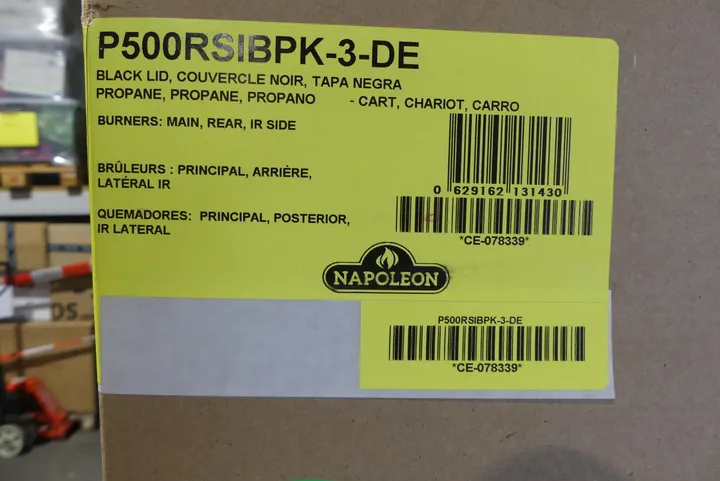 P500RSIBPK-3-DE
BLACK LID, COUVERCLE NOIR, TAPA NEGRA
PROPANE, PROPANE, PROPANO - CART, CHARIOT, CARRO
BURNERS: MAIN, REAR, IR SIDE
0 629162 131430
BRÛLEURS : PRINCIPAL, ARRIÈRE,
LATÉRAL IR
QUEMADORES: PRINCIPAL, POSTERIOR,
IR LATERAL
*CE-078339*
NAPOLEON
P500RSIBPK-3-DE
*CE-078339*